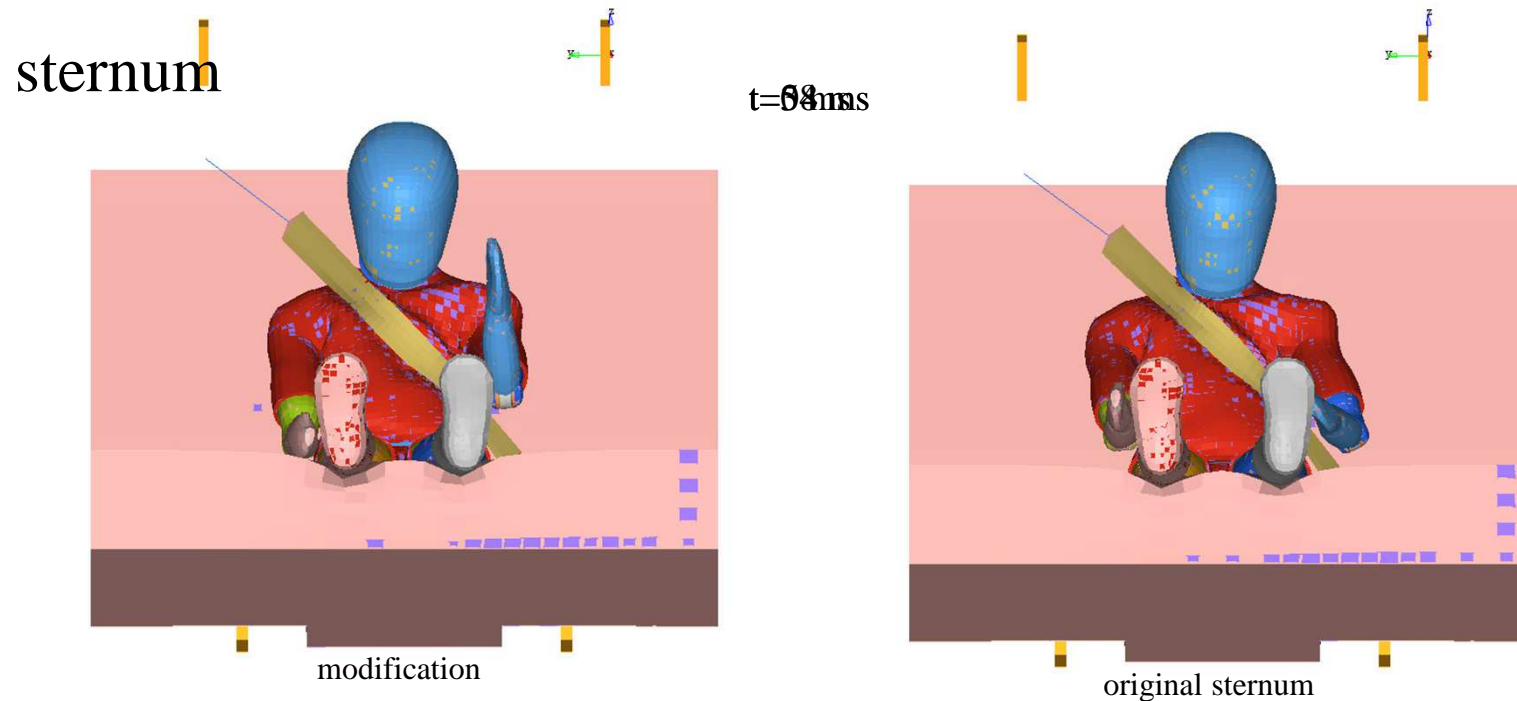 sternum
z
y
x
z
y
x
modification
original sternum